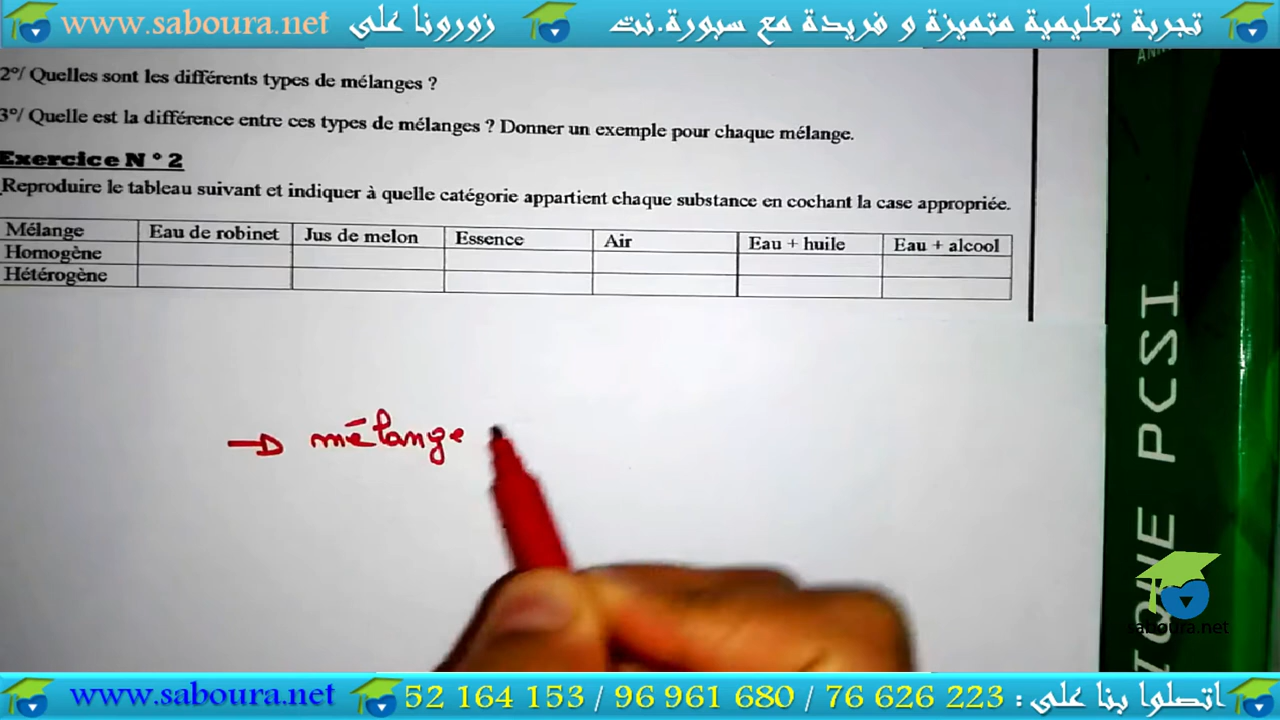 www.saboura.net زورونا على
تجربة تعليمية متميزة و فريدة مع سبورة.نت
2°/ Quelles sont les différents types de mélanges ?
3°/ Quelle est la différence entre ces types de mélanges ? Donner un exemple pour chaque mélange.
Exercice N ° 2
Reproduire le tableau suivant et indiquer à quelle catégorie appartient chaque substance en cochant la case appropriée.
Mélange Eau de robinet Jus de melon Essence Air Eau + huile Eau + alcool
Homogène
Hétérogène
→ mélange
PCSI
saboura.net
www.saboura.net
52 164 153 / 96 961 680 / 76 626 223 : اتصلوا بنا على